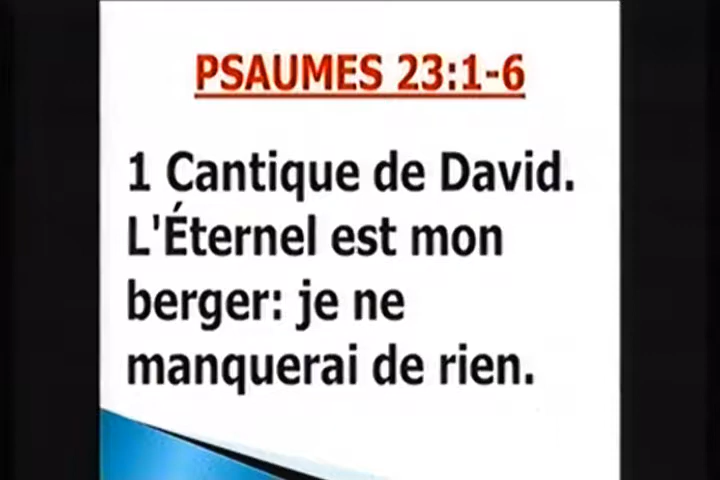 PSAUMES 23:1-6
1 Cantique de David.
L'Éternel est mon
berger: je ne
manquerai de rien.